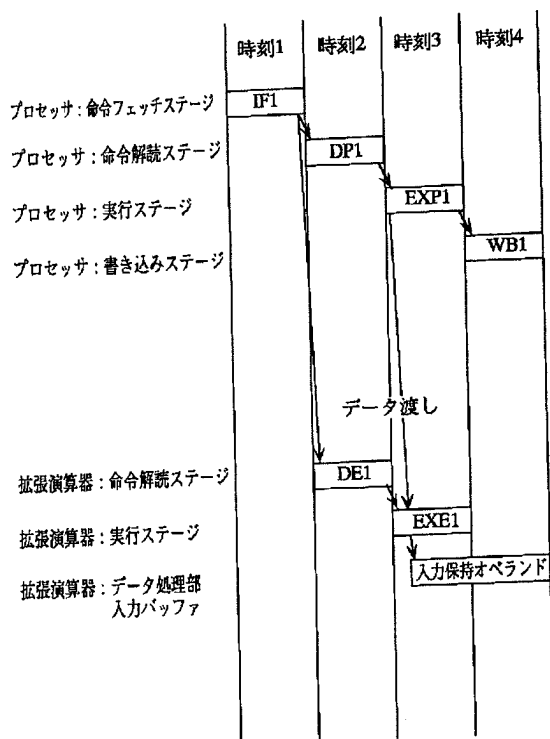 時刻1 時刻2 時刻3 時刻4
プロセッサ：命令フェッチステージ IF1
プロセッサ：命令解読ステージ DP1
プロセッサ：実行ステージ EXP1
プロセッサ：書き込みステージ WB1
データ渡し
拡張演算器：命令解読ステージ DE1
拡張演算器：実行ステージ EXE1
拡張演算器：データ処理部 入力保持オペランド
入力バッファ